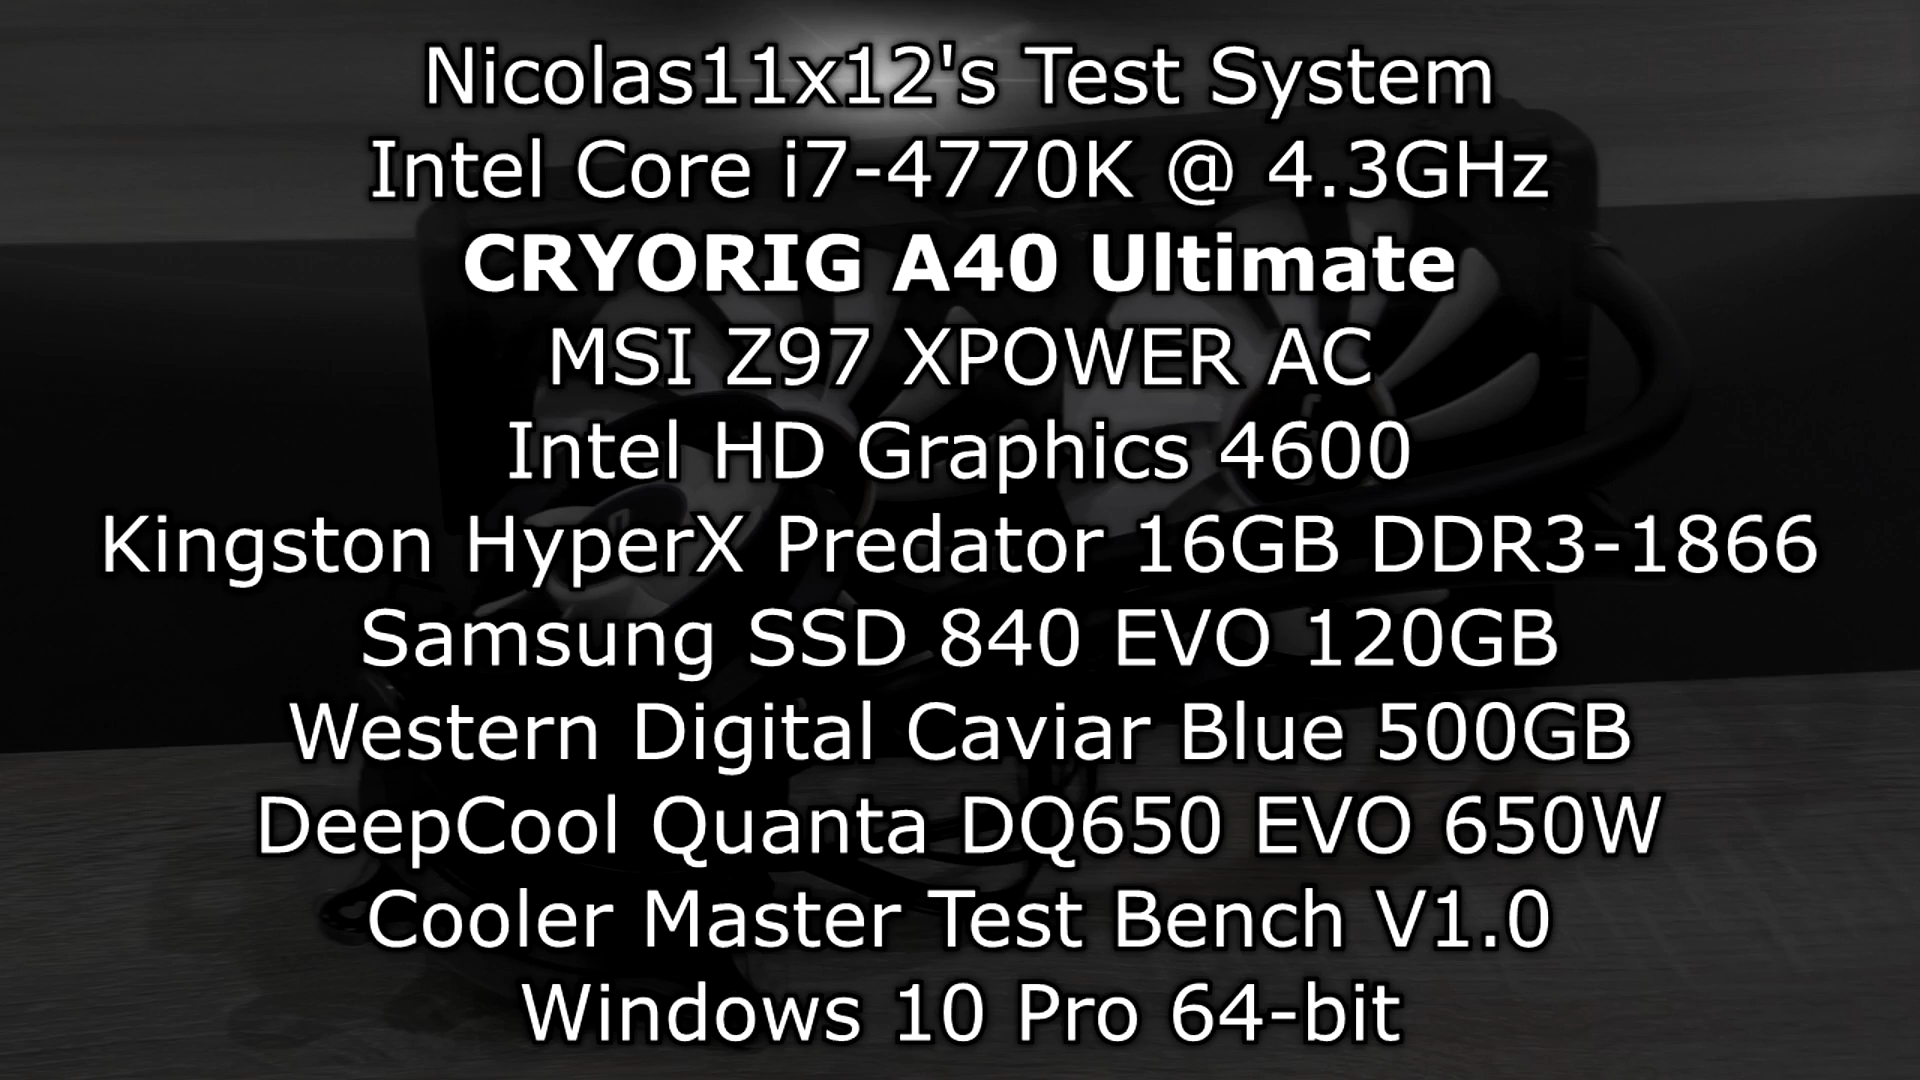 Nicolas11x12's Test System
Intel Core i7-4770K @ 4.3GHz
CRYORIG A40 Ultimate
MSI Z97 XPOWER AC
Intel HD Graphics 4600
Kingston HyperX Predator 16GB DDR3-1866
Samsung SSD 840 EVO 120GB
Western Digital Caviar Blue 500GB
DeepCool Quanta DQ650 EVO 650W
Cooler Master Test Bench V1.0
Windows 10 Pro 64-bit